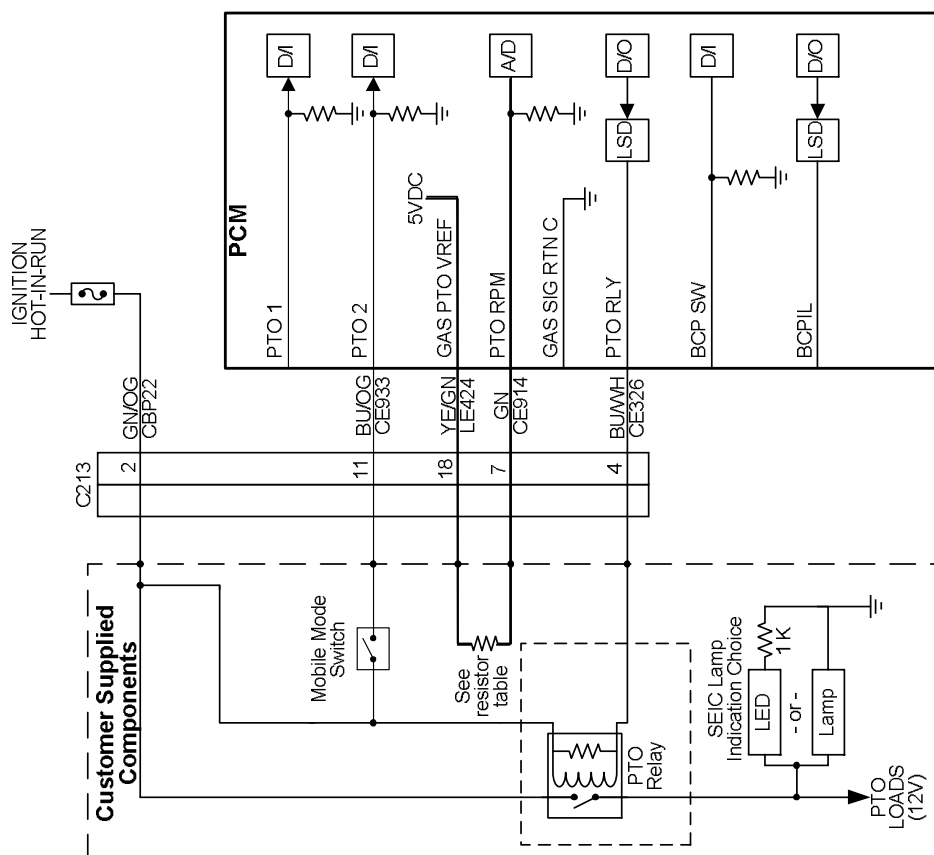 IGNITION
HOT-IN-RUN
PCM
D/I
D/I
A/D
D/O
D/I
D/O
LSD
LSD
5VDC
PTO 1
PTO 2
GAS PTO VREF
PTO RPM
GAS SIG RTN C
PTO RLY
BCP SW
BCPIL
GN/OG
CBP22
BU/OG
CE933
YE/GN
LE424
GN
CE914
BU/WH
CE326
C213
2
11
18
7
4
Customer Supplied
Components
Mobile Mode
Switch
See
resistor
table
PTO
Relay
SEIC Lamp
Indication Choice
LED
1 K
- or -
Lamp
PTO
LOADS
(12V)